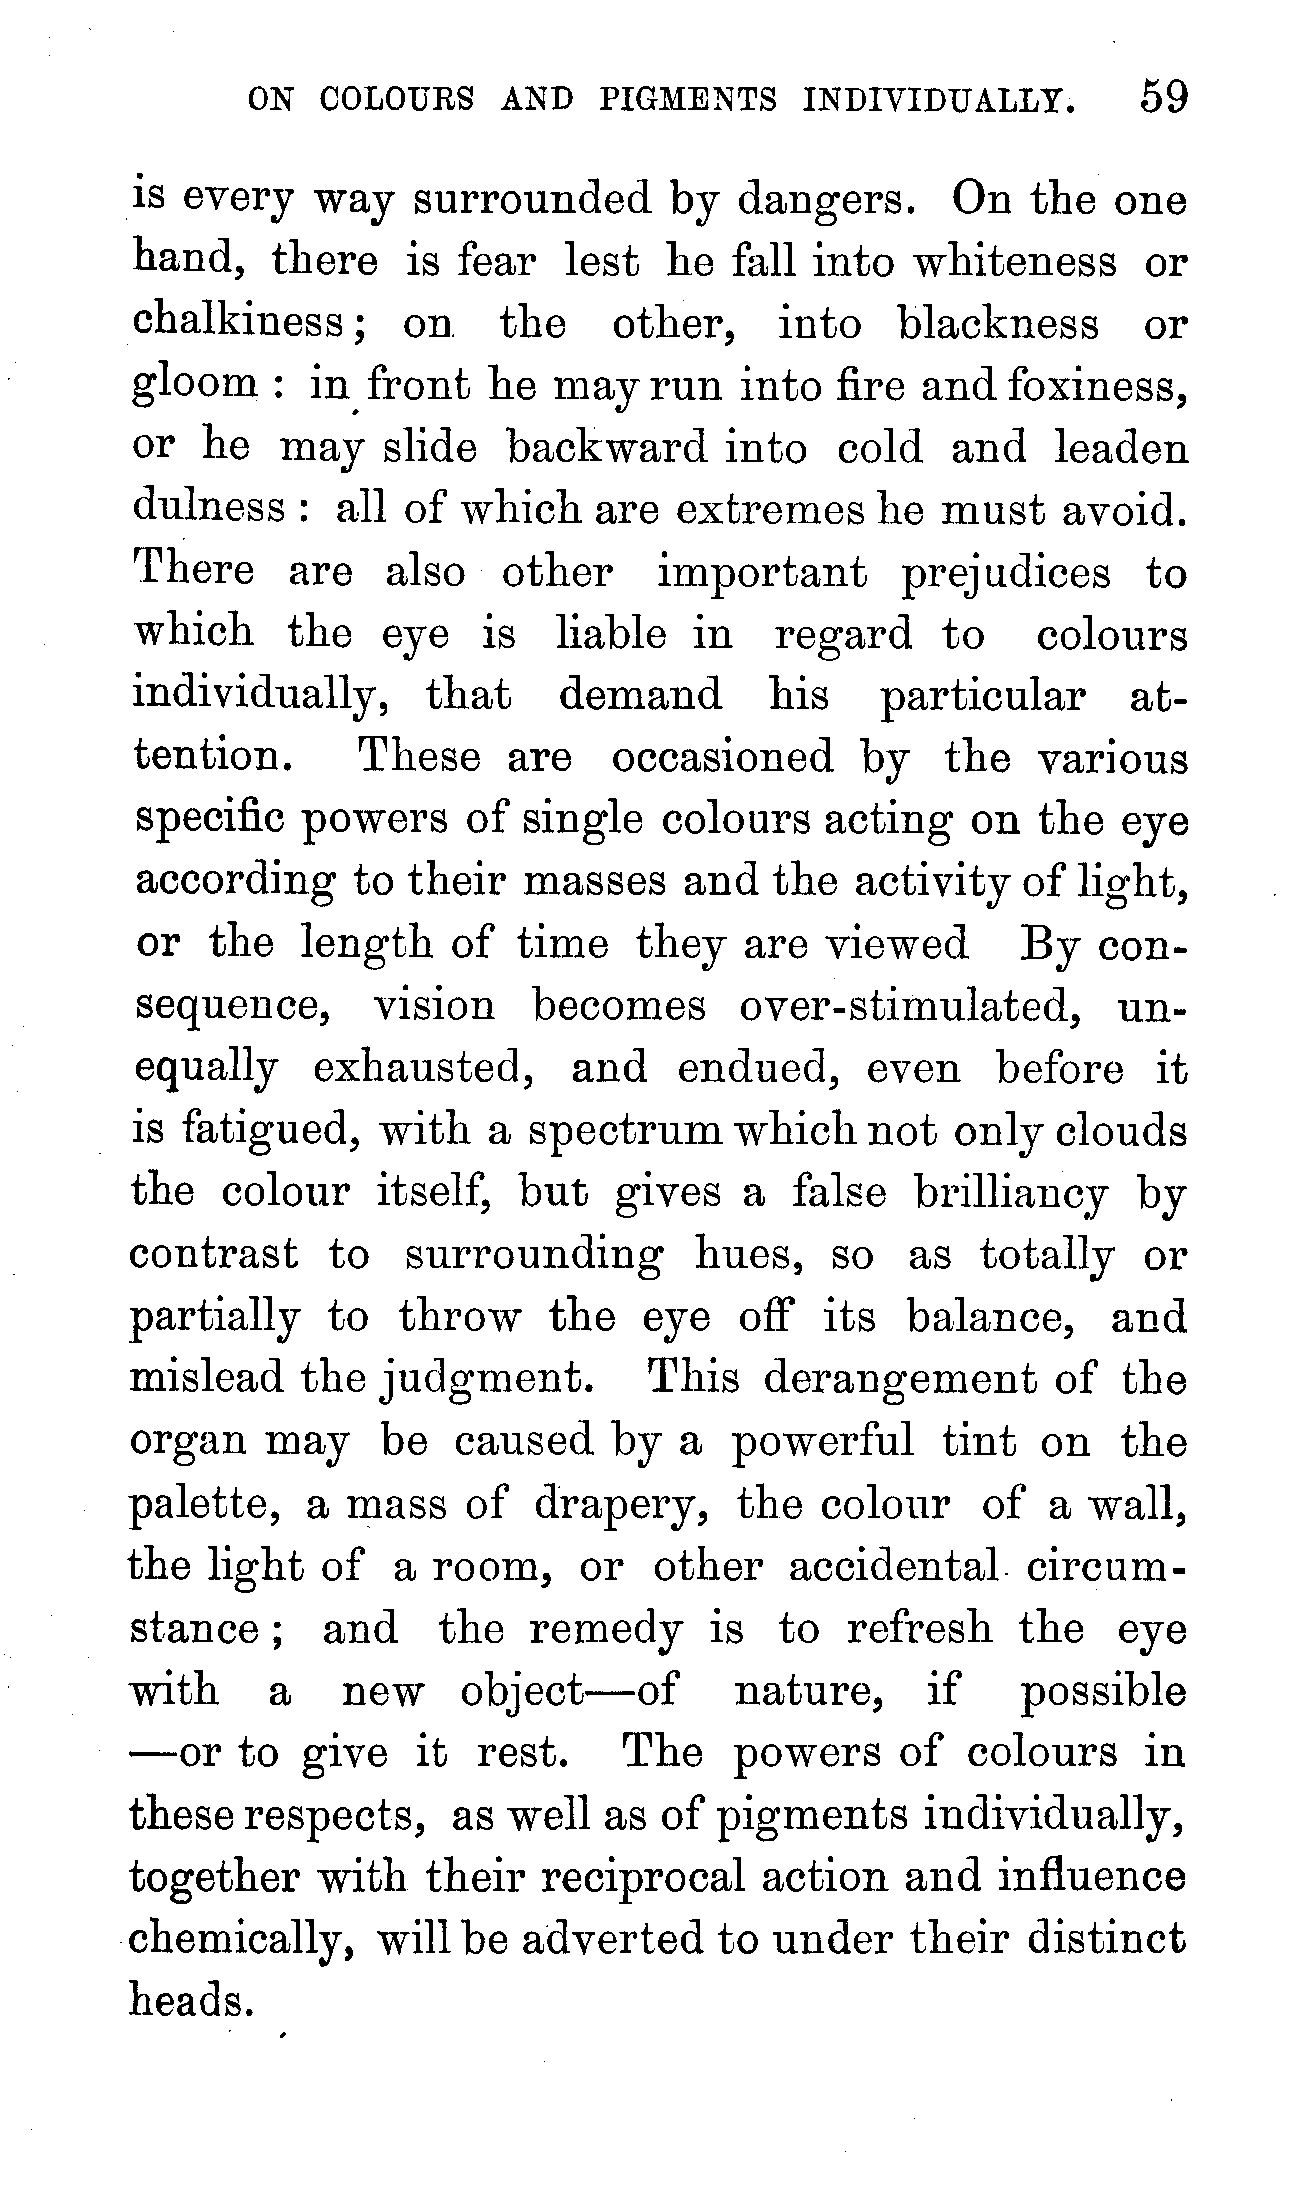 ON COLOURS AND PIGMENTS INDIVIDUALLY. 59
is every way surrounded by dangers. On the one
hand, there is fear lest he fall into whiteness or
chalkiness; on the other, into blackness or
gloom : in front he may run into fire and foxiness,
or he may slide backward into cold and leaden
dulness : all of which are extremes he must avoid.
There are also other important prejudices to
which the eye is liable in regard to colours
individually, that demand his particular at-
tention. These are occasioned by the various
specific powers of single colours acting on the eye
according to their masses and the activity of light,
or the length of time they are viewed By con-
sequence, vision becomes over-stimulated, un-
equally exhausted, and endued, even before it
is fatigued, with a spectrum which not only clouds
the colour itself, but gives a false brilliancy by
contrast to surrounding hues, so as totally or
partially to throw the eye off its balance, and
mislead the judgment. This derangement of the
organ may be caused by a powerful tint on the
palette, a mass of drapery, the colour of a wall,
the light of a room, or other accidental circum-
stance ; and the remedy is to refresh the eye
with a new object—of nature, if possible
—or to give it rest. The powers of colours in
these respects, as well as of pigments individually,
together with their reciprocal action and influence
chemically, will be adverted to under their distinct
heads.